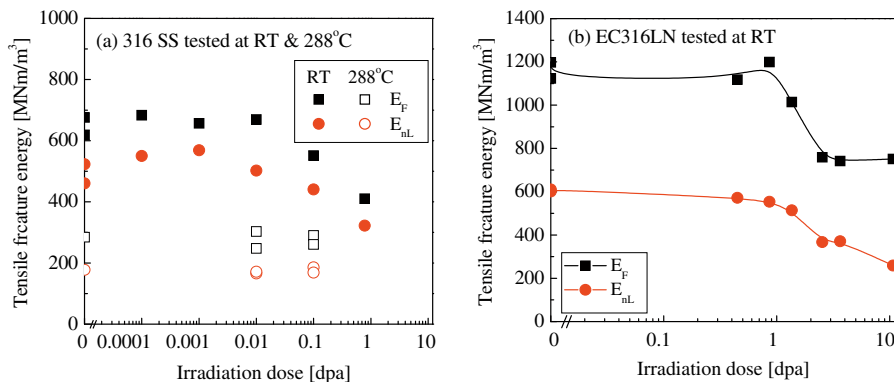 (a) 316 SS tested at RT & 288°C
RT 288°C
E_F
E_nL
1000
800
600
400
200
0
0 0.0001 0.001 0.01 0.1 1 10
Tensile frcature energy [MNm/m³]
Irradiation dose [dpa]
(b) EC316LN tested at RT
E_F
E_nL
1400
1200
1000
800
600
400
200
0
0 0.1 1 10
Tensile frcature energy [MNm/m³]
Irradiation dose [dpa]